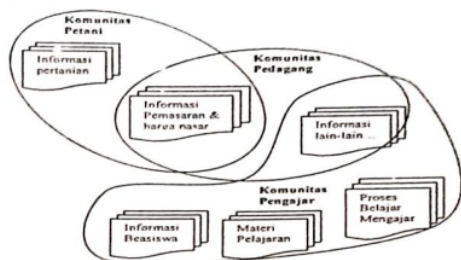 Komunitas
Petani
Informasi
pertanian
Komunitas
Pedagang
Informasi
Pemasaran &
harga pasar
Informasi
lain-lain...
Komunitas
Pengajar
Proses
Belajar
Mengajar
Informasi
Beasiswa
Materi
Pelajaran